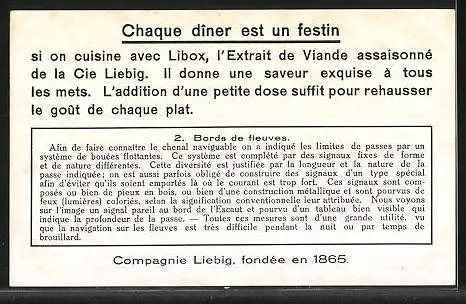 Chaque dîner est un festin
si on cuisine avec Libox, l'Extrait de Viande assaisonné
de la Cie Liebig. Il donne une saveur exquise à tous
les mets. L'addition d'une petite dose suffit pour rehausser
le goût de chaque plat.
2. Bords de fleuves.
Afin de faire connaître le chenal naviguable on a indiqué les limites de passes par un
système de bouées flottantes. Ce système est complété par des signaux fixes de forme
et de nature différentes. Cette diversité est justifiée par la longueur et la nature de la
passe indiquée; on est aussi parfois obligé de construire des signaux d'un type spécial
afin d'éviter qu'ils soient emportés là où le courant est trop fort. Ces signaux sont com-
posés ou bien de pieux en bois, ou bien d'une construction métallique et sont pourvus de
feux (lumières) coloriés, selon la signification conventionnelle leur attribuée. Nous voyons
sur l'image un signal pareil au bord de l'Escaut et pourvu d'un tableau bien visible qui
indique la profondeur de la passe. — Toutes ces mesures sont d'une grande utilité, vu
que la navigation sur les fleuves est très difficile pendant la nuit ou par temps de
brouillard.
Compagnie Liebig, fondée en 1865.